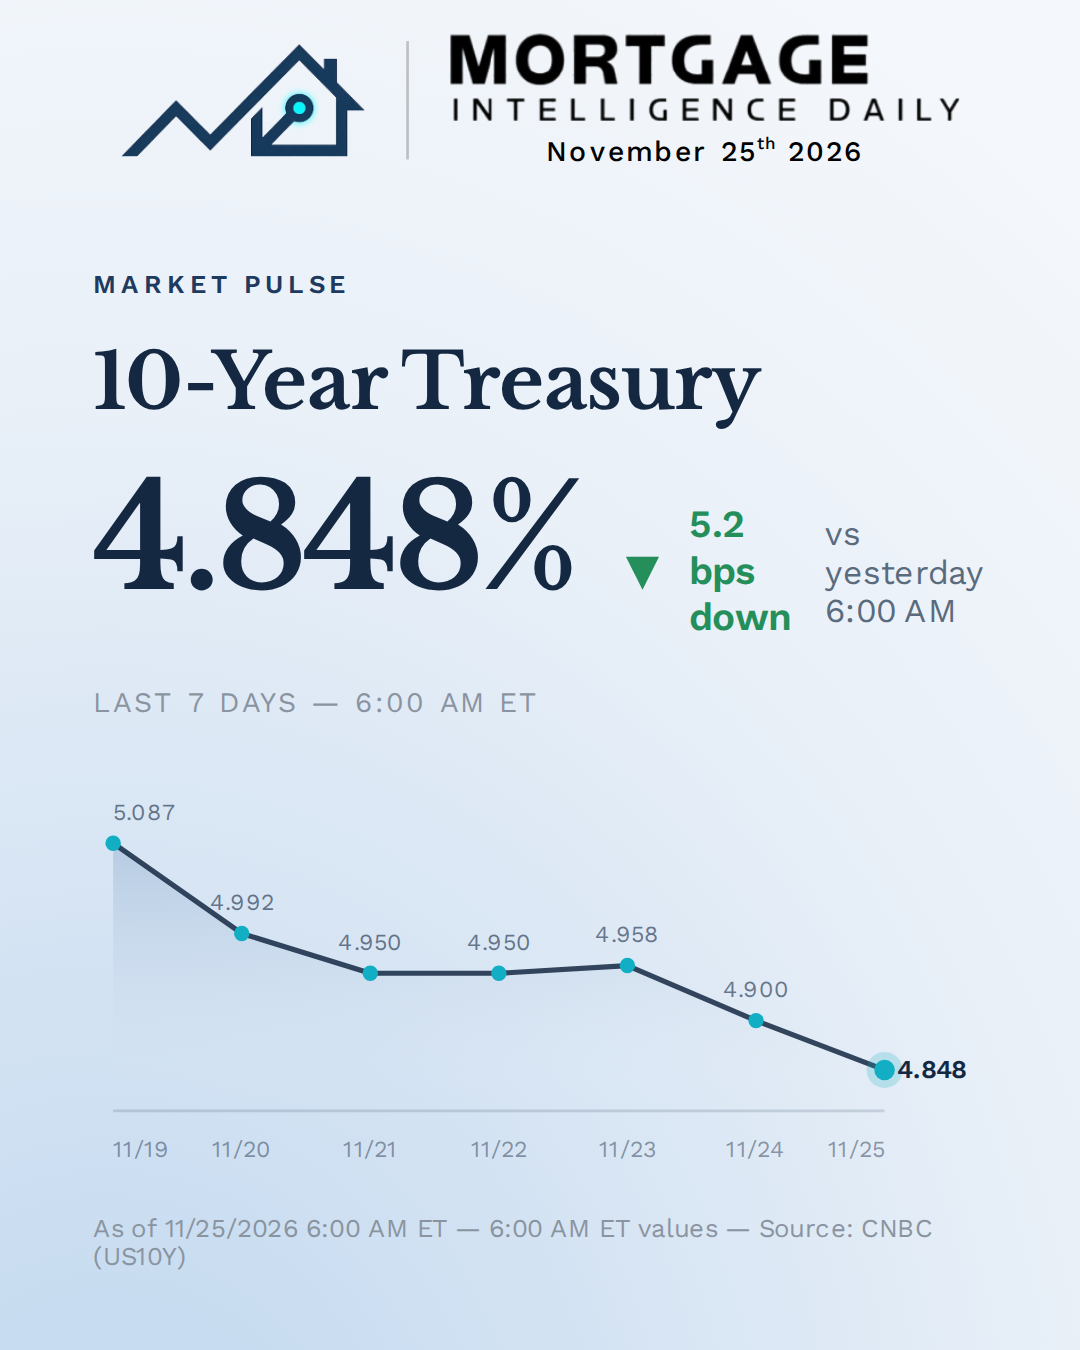 MORTGAGE
INTELLIGENCE DAILY
November 25th 2026
MARKET PULSE
10-Year Treasury
4.848%
▼
5.2
bps
down
vs
yesterday
6:00 AM
LAST 7 DAYS — 6:00 AM ET
5.087
4.992
4.950
4.950
4.958
4.900
4.848
11/19 11/20 11/21 11/22 11/23 11/24 11/25
As of 11/25/2026 6:00 AM ET — 6:00 AM ET values — Source: CNBC
(US10Y)